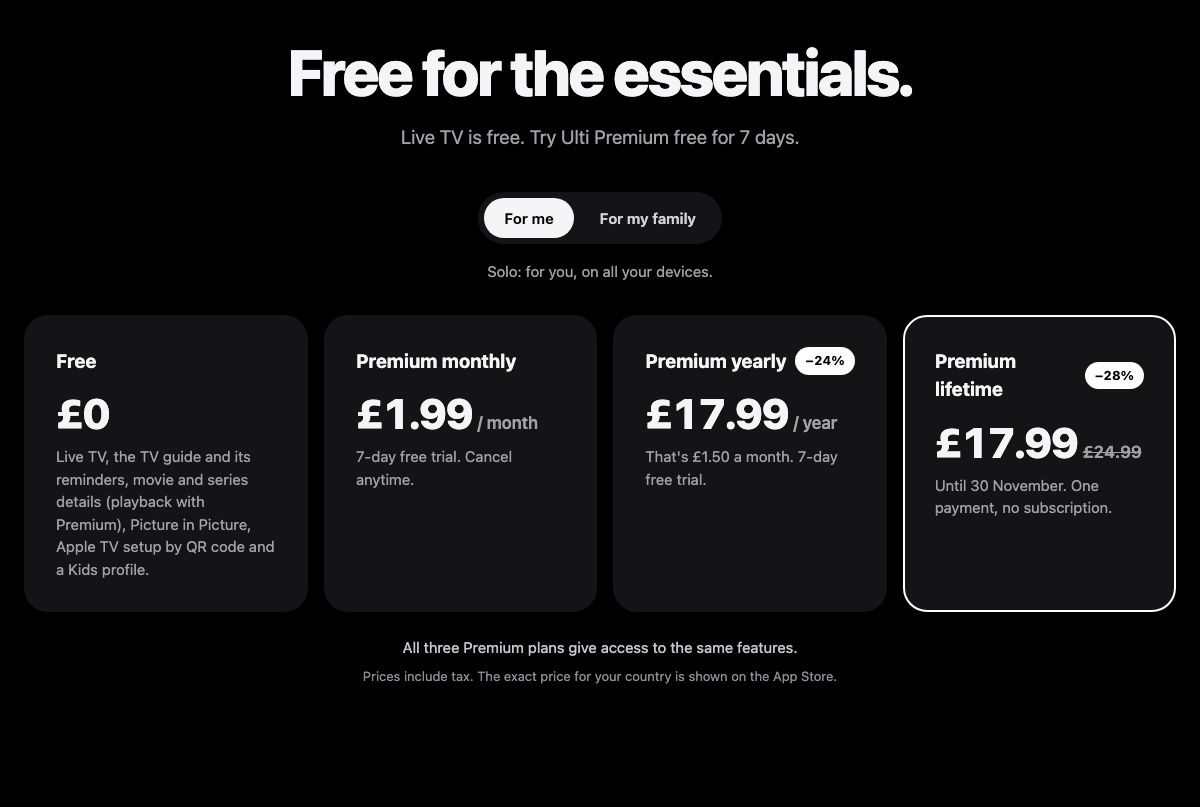 Free for the essentials.
Live TV is free. Try Ulti Premium free for 7 days.
For me
For my family
Solo: for you, on all your devices.
Free
£0
Live TV, the TV guide and its
reminders, movie and series
details (playback with
Premium), Picture in Picture,
Apple TV setup by QR code and
a Kids profile.
Premium monthly
£1.99 / month
7-day free trial. Cancel
anytime.
Premium yearly
−24%
£17.99 / year
That's £1.50 a month. 7-day
free trial.
Premium
lifetime
−28%
£17.99 £24.99
Until 30 November. One
payment, no subscription.
All three Premium plans give access to the same features.
Prices include tax. The exact price for your country is shown on the App Store.